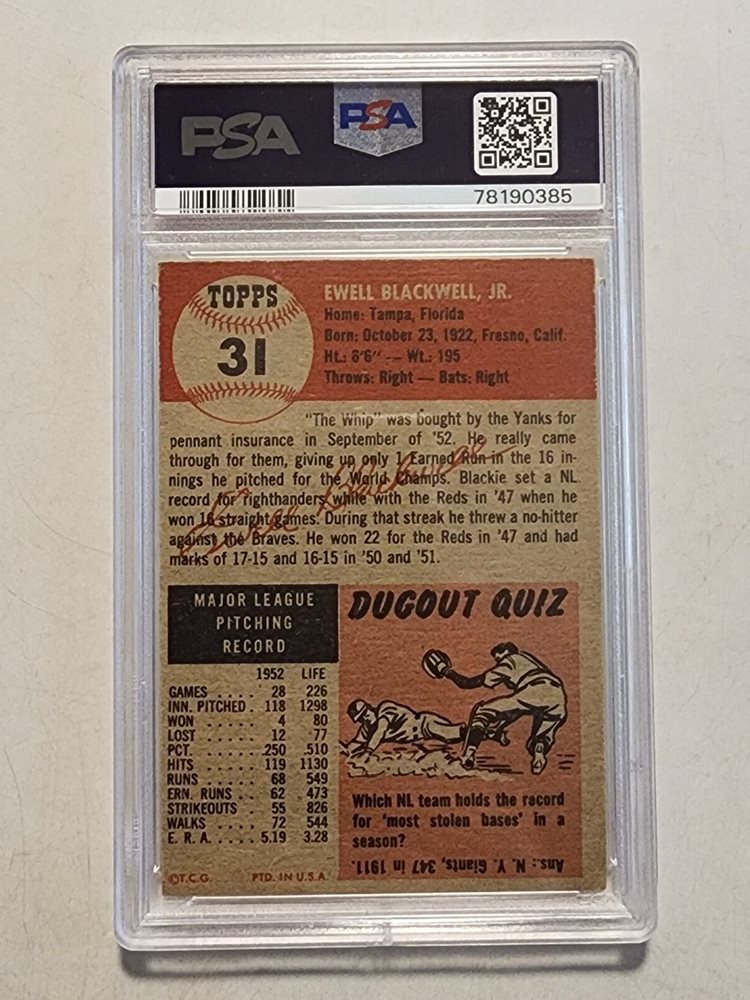 PSA
PSA
78190385
TOPPS
31
EWELL BLACKWELL, JR.
Home: Tampa, Florida
Born: October 23, 1922, Fresno, Calif.
Ht.: 6'6" — Wt.: 195
Throws: Right — Bats: Right
"The Whip" was bought by the Yanks for
pennant insurance in September of '52. He really came
through for them, giving up only 1 Earned Run in the 16 in-
nings he pitched for the World Champs. Blackie set a NL
record for righthanders while with the Reds in '47 when he
won 16 straight games. During that streak he threw a no-hitter
against the Braves. He won 22 for the Reds in '47 and had
marks of 17-15 and 16-15 in '50 and '51.
Ewell Blackwell
MAJOR LEAGUE
PITCHING
RECORD
1952 LIFE
GAMES .... 28 226
INN. PITCHED . 118 1298
WON ..... 4 80
LOST ..... 12 77
PCT. ..... .250 .510
HITS ..... 119 1130
RUNS ..... 68 549
ERN. RUNS .. 62 473
STRIKEOUTS . 55 826
WALKS .... 72 544
E. R. A. .... 5.19 3.28
©T.C.G. PTD. IN U.S.A.
DUGOUT QUIZ
Which NL team holds the record
for 'most stolen bases' in a
season?
Ans.: N. Y. Giants, 347 in 1911.